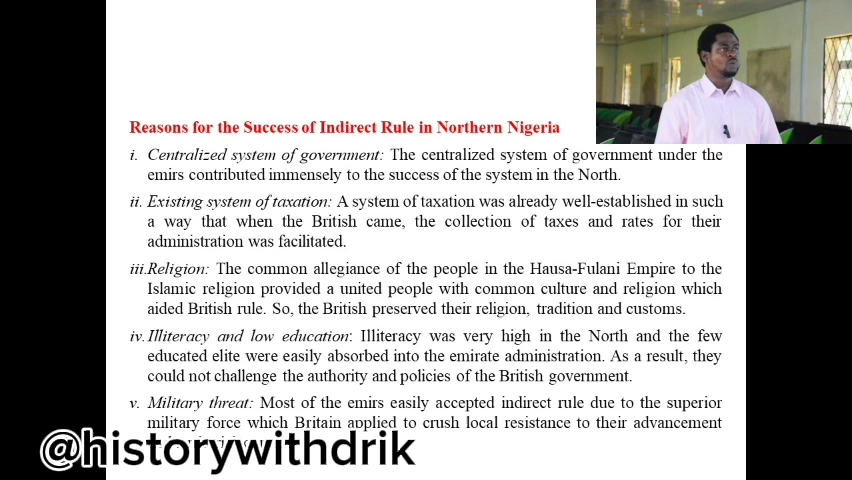 Reasons for the Success of Indirect Rule in Northern Nigeria
i. Centralized system of government: The centralized system of government under the
emirs contributed immensely to the success of the system in the North.
ii. Existing system of taxation: A system of taxation was already well-established in such
a way that when the British came, the collection of taxes and rates for their
administration was facilitated.
iii.Religion: The common allegiance of the people in the Hausa-Fulani Empire to the
Islamic religion provided a united people with common culture and religion which
aided British rule. So, the British preserved their religion, tradition and customs.
iv. Illiteracy and low education: Illiteracy was very high in the North and the few
educated elite were easily absorbed into the emirate administration. As a result, they
could not challenge the authority and policies of the British government.
v. Military threat: Most of the emirs easily accepted indirect rule due to the superior
military force which Britain applied to crush local resistance to their advancement
@historywithdrik